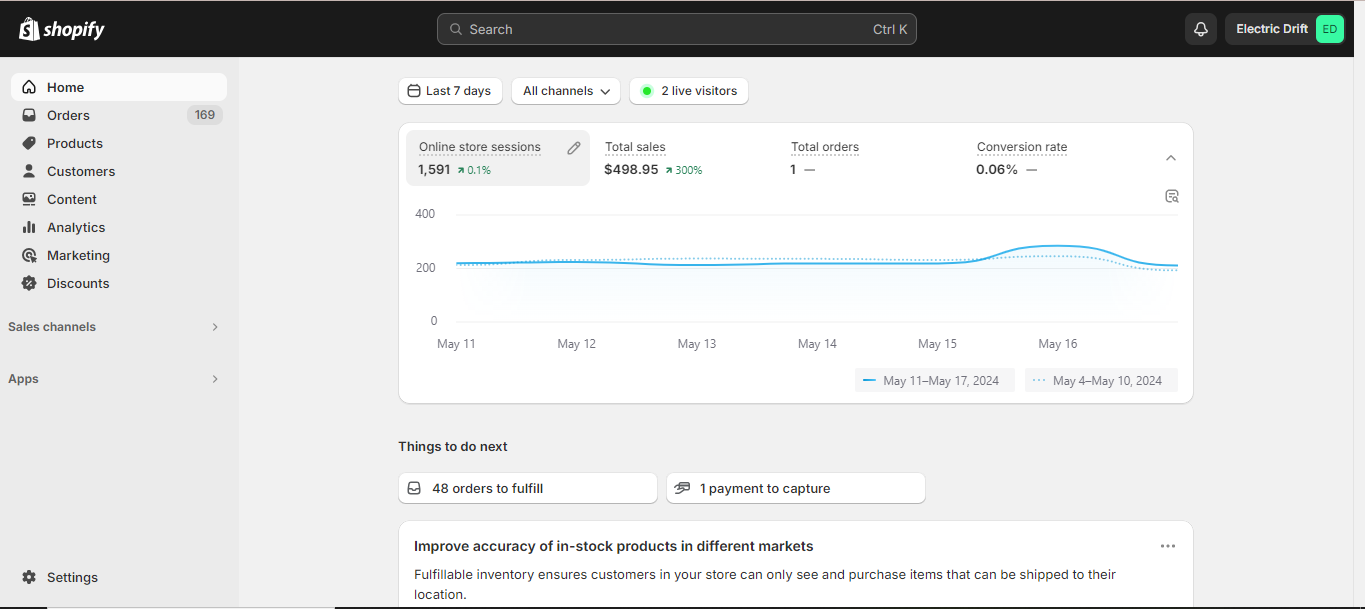 shopify
Search Ctrl K
Electric Drift ED
Home
Orders 169
Products
Customers
Content
Analytics
Marketing
Discounts
Sales channels
Apps
Settings
Last 7 days All channels 2 live visitors
Online store sessions Total sales Total orders Conversion rate
1,591 0.1% $498.95 300% 1 — 0.06% —
400
200
0
May 11 May 12 May 13 May 14 May 15 May 16
May 11–May 17, 2024 May 4–May 10, 2024
Things to do next
48 orders to fulfill 1 payment to capture
Improve accuracy of in-stock products in different markets
Fulfillable inventory ensures customers in your store can only see and purchase items that can be shipped to their
location.